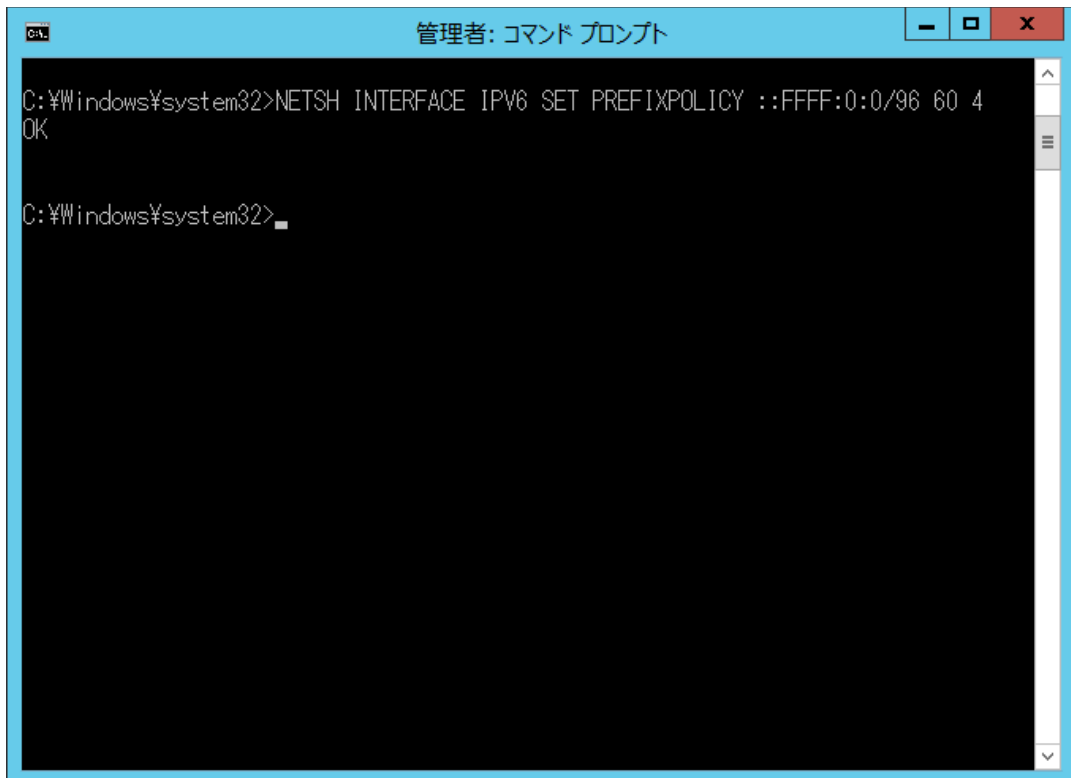 管理者: コマンド プロンプト
C:¥Windows¥system32>NETSH INTERFACE IPV6 SET PREFIXPOLICY ::FFFF:0:0/96 60 4
OK
C:¥Windows¥system32>